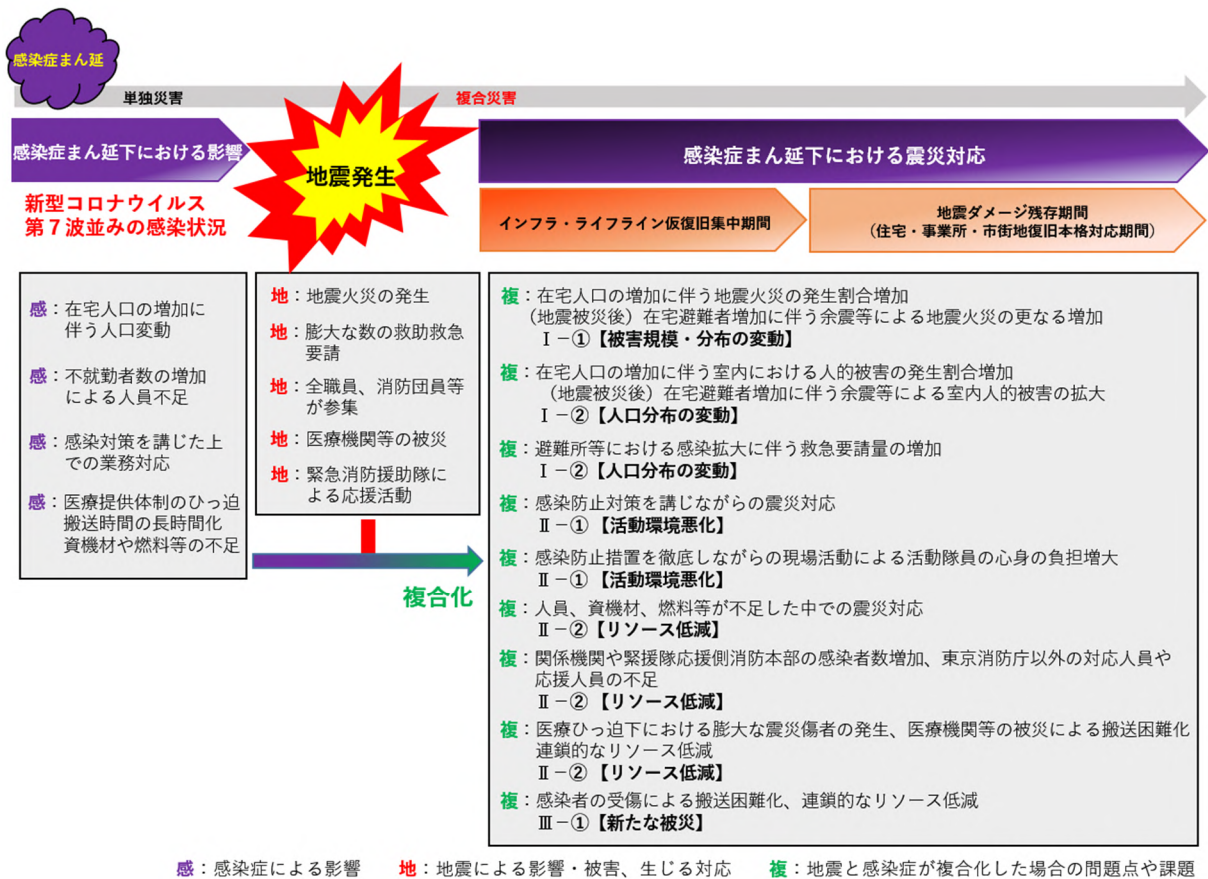 感染症まん延
単独災害
複合災害
感染症まん延下における影響
地震発生
感染症まん延下における震災対応
新型コロナウイルス
第7波並みの感染状況
インフラ・ライフライン仮復旧集中期間
地震ダメージ残存期間
（住宅・事業所・市街地復旧本格対応期間）
感：在宅人口の増加に
伴う人口変動
感：不就勤者数の増加
による人員不足
感：感染対策を講じた上
での業務対応
感：医療提供体制のひっ迫
搬送時間の長時間化
資機材や燃料等の不足
地：地震火災の発生
地：膨大な数の救助救急
要請
地：全職員、消防団員等
が参集
地：医療機関等の被災
地：緊急消防援助隊に
よる応援活動
複合化
複：在宅人口の増加に伴う地震火災の発生割合増加
（地震被災後）在宅避難者増加に伴う余震等による地震火災の更なる増加
Ⅰ－①【被害規模・分布の変動】
複：在宅人口の増加に伴う室内における人的被害の発生割合増加
（地震被災後）在宅避難者増加に伴う余震等による室内人的被害の拡大
Ⅰ－②【人口分布の変動】
複：避難所等における感染拡大に伴う救急要請量の増加
Ⅰ－②【人口分布の変動】
複：感染防止対策を講じながらの震災対応
Ⅱ－①【活動環境悪化】
複：感染防止措置を徹底しながらの現場活動による活動隊員の心身の負担増大
Ⅱ－①【活動環境悪化】
複：人員、資機材、燃料等が不足した中での震災対応
Ⅱ－②【リソース低減】
複：関係機関や緊援隊応援側消防本部の感染者数増加、東京消防庁以外の対応人員や
応援人員の不足
Ⅱ－②【リソース低減】
複：医療ひっ迫下における膨大な震災傷者の発生、医療機関等の被災による搬送困難化
連鎖的なリソース低減
Ⅱ－②【リソース低減】
複：感染者の受傷による搬送困難化、連鎖的なリソース低減
Ⅲ－①【新たな被災】
感：感染症による影響　地：地震による影響・被害、生じる対応　複：地震と感染症が複合化した場合の問題点や課題